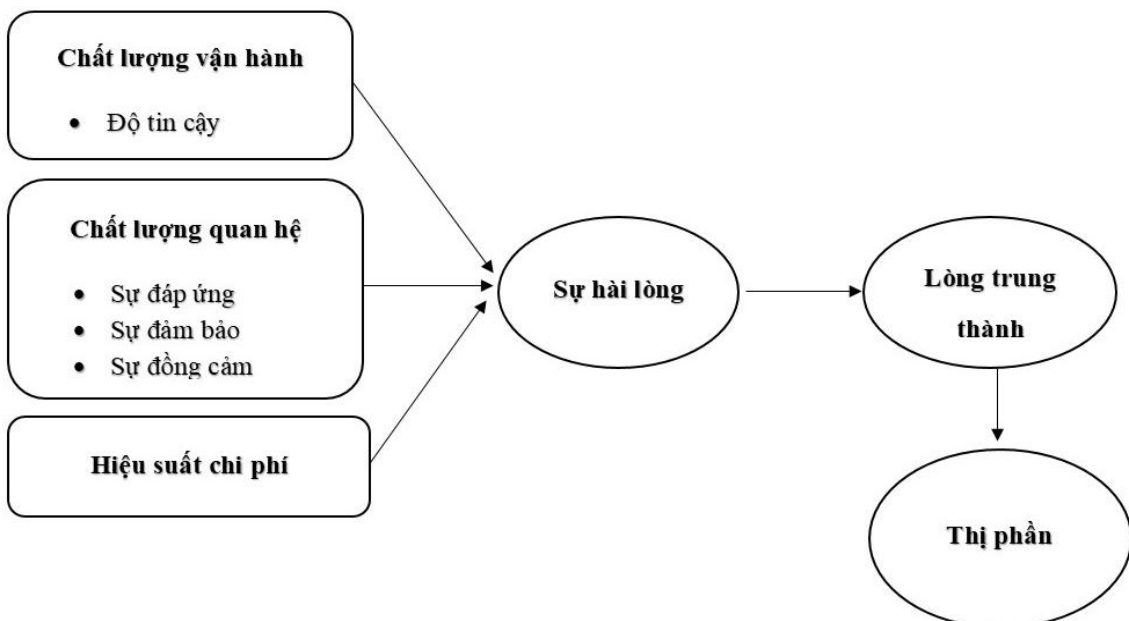 Chất lượng vận hành
• Độ tin cậy
Chất lượng quan hệ
• Sự đáp ứng
• Sự đảm bảo
• Sự đồng cảm
Hiệu suất chi phí
Sự hài lòng
Lòng trung
thành
Thị phần